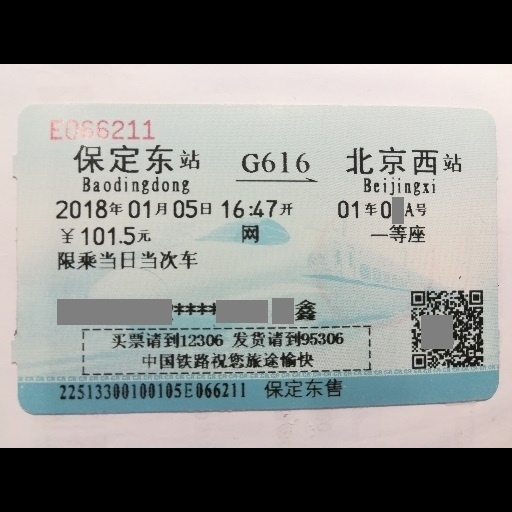 E066211
保定东站 G616 北京西站
Baodingdong Beijingxi
2018年01月05日16:47开 01车0A号
￥101.5元 网 一等座
限乘当日当次车
**** 鑫
买票请到12306 发货请到95306
中国铁路祝您旅途愉快
22513300100105E066211 保定东售